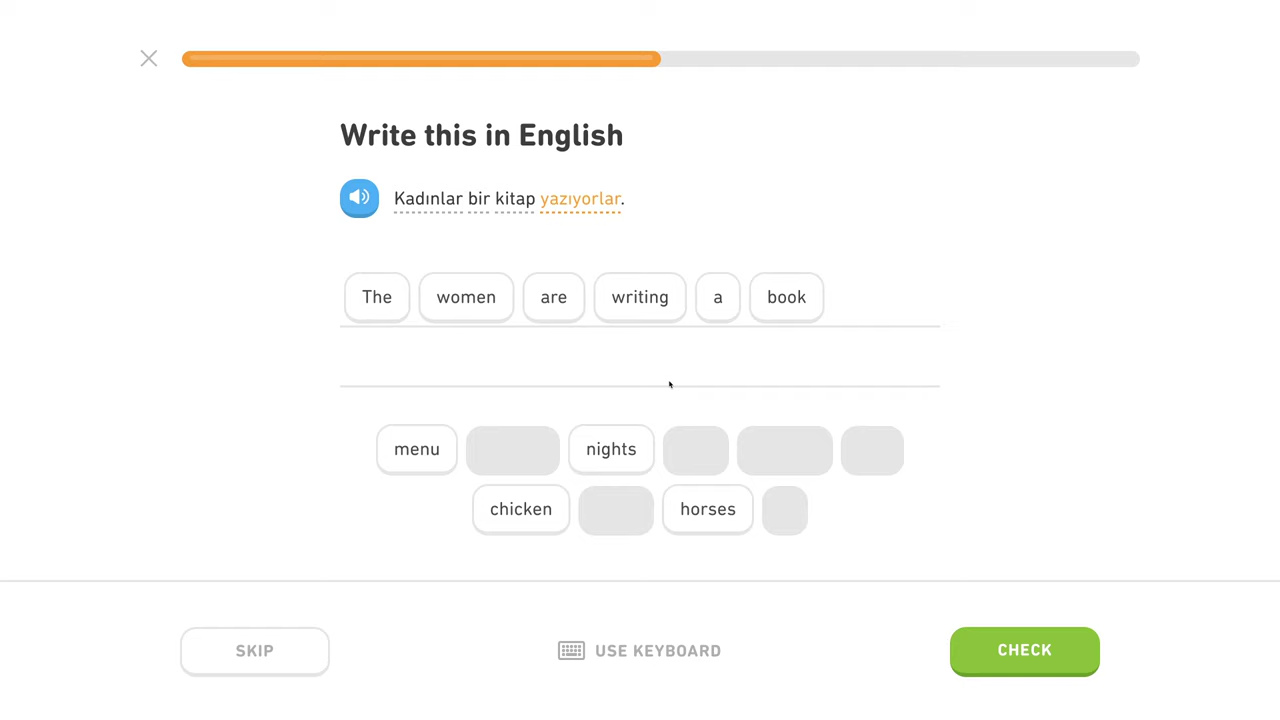 Write this in English
Kadınlar bir kitap yazıyorlar.
The women are writing a book
menu nights
chicken horses
SKIP USE KEYBOARD CHECK